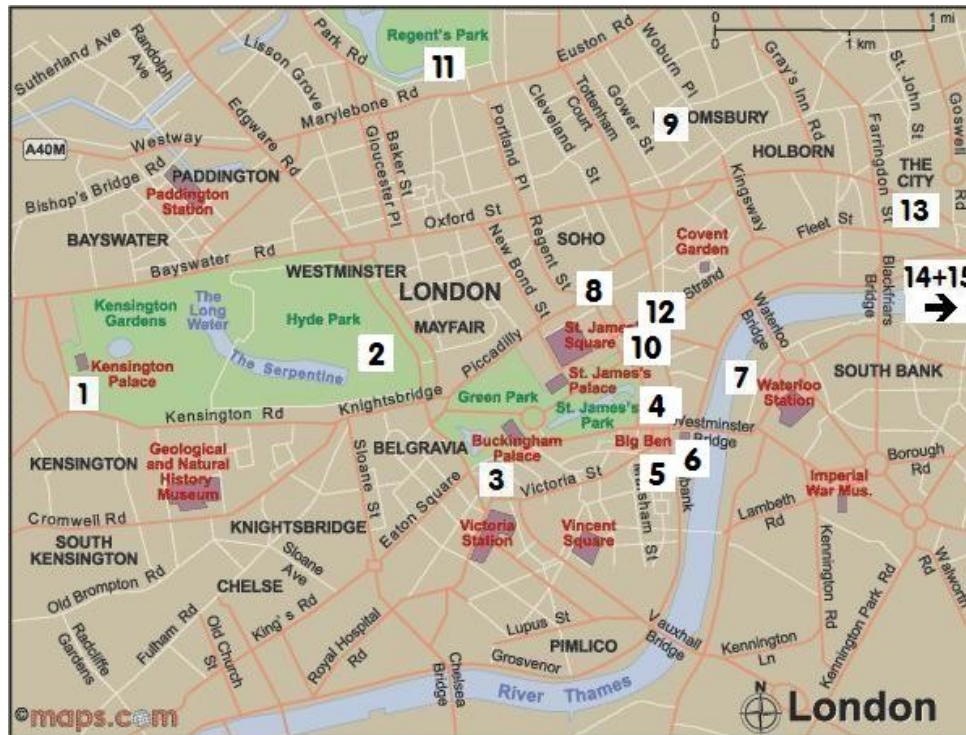 Sutherland Ave
Randolph
Ave
Lisson Grove
Park Rd
Regent's Park
11
Euston Rd
Woburn Pl
0 1 mi
0 1 km
Gray's Inn Rd
St. John St
Goswell
Rd
Marylebone Rd
Edgware Rd
Westway
A40M
Bishop's Bridge Rd
PADDINGTON
Paddington
Station
Baker St
Gloucester Pl
Portland Pl
Cleveland
St
Tottenham
Court
Gower St
9
OMSBURY
HOLBORN
Farringdon St
THE
CITY
13
Kingsway
Fleet St
BAYSWATER
Bayswater Rd
Oxford St
New Bond St
Regent St
SOHO
Covent
Garden
Strand
Blackfriars
Bridge
14+15
WESTMINSTER
LONDON
MAYFAIR
8
12
St. James'
Square
10
St. James's
Palace
Waterloo
Bridge
Kensington
Gardens
The
Long
Water
Hyde Park
2
The Serpentine
Piccadilly
Kensington
Palace
1
Kensington Rd
Knightsbridge
Green Park
St. James's
Park
4
7
Waterloo
Station
SOUTH BANK
Westminster
Bridge
KENSINGTON
Geological
and Natural
History
Museum
BELGRAVIA
Sloane St
Buckingham
Palace
3
Big Ben
5
6
Victoria St
Marsham St
bank
Imperial
War Mus.
Borough
Rd
Lambeth
Rd
Cromwell Rd
SOUTH
KENSINGTON
KNIGHTSBRIDGE
Eaton Square
Victoria
Station
Vincent
Square
Kennington
Rd
Kennington Park Rd
Walworth
Rd
Old Brompton Rd
CHELSE
Sloane
Ave
King's Rd
Radcliffe
Gardens
Fulham Rd
Old Church
St
Royal Hospital
Rd
Chelsea
Bridge
Lupus St
PIMLICO
Grosvenor
Vauxhall
Bridge
Kennington
Ln
River Thames
N
London
©maps.com